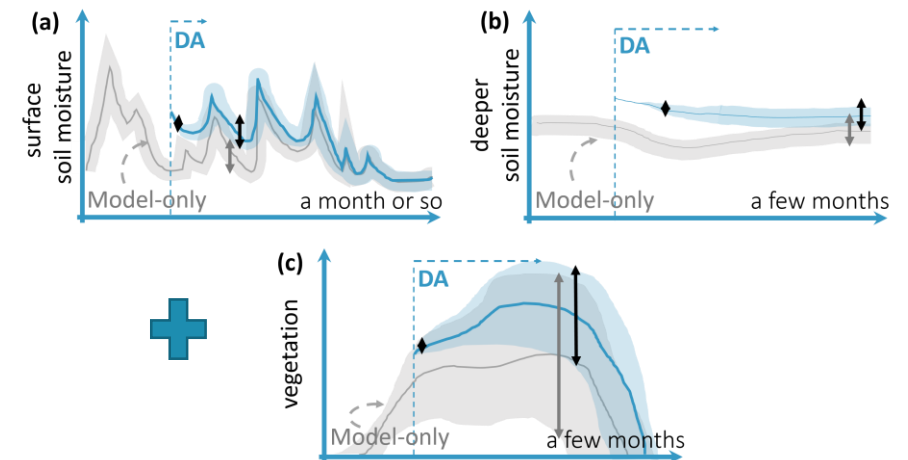 (a)
DA
surface
soil moisture
Model-only
a month or so
(b)
DA
deeper
soil moisture
Model-only
a few months
(c)
DA
vegetation
Model-only
a few months